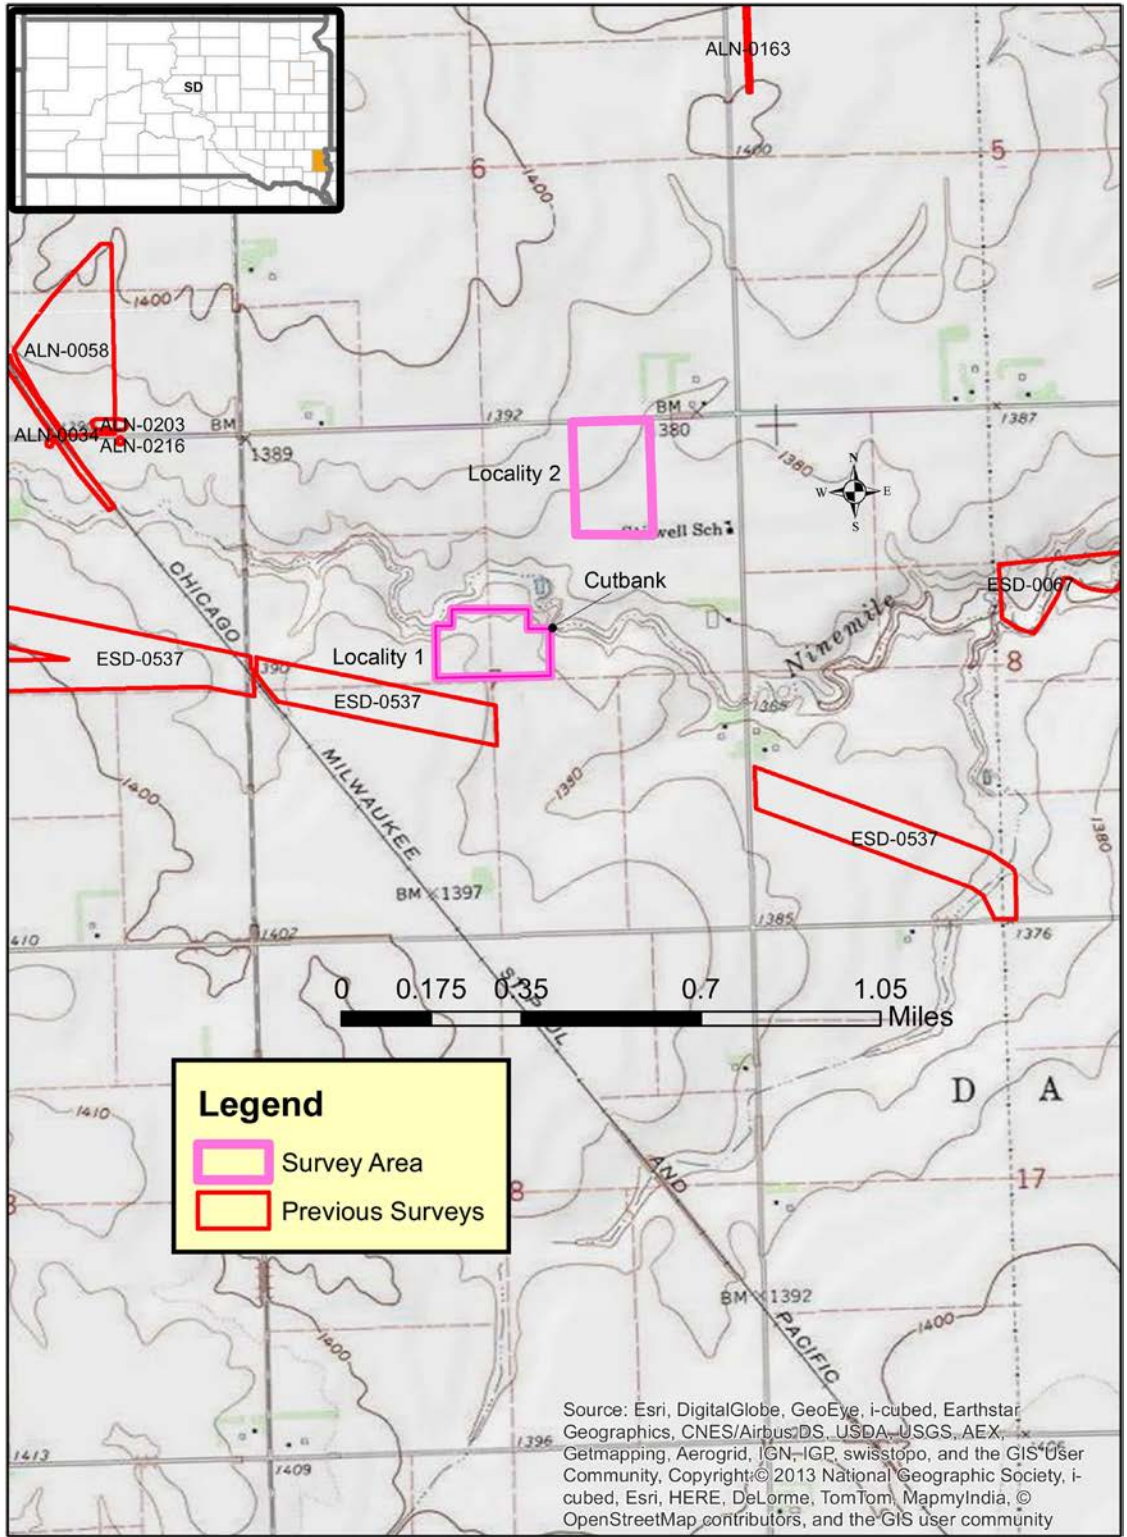 SD
ALN-0163
1400
6
5
1400
1400
ALN-0058
ALN-0203
ALN-0034
ALN-0216
BM
1392
BM
1380
1387
1389
Locality 2
1380
N
W
E
S
well Sch
Cutbank
ESD-0067
CHICAGO
Ninemile
8
Locality 1
ESD-0537
390
ESD-0537
1365
MILWAUKEE
1400
1380
ESD-0537
1380
BM 1397
410
1402
1385
1376
0 0.175 0.35 0.7 1.05
Miles
D A
Legend
Survey Area
Previous Surveys
1410
8
AND
17
BM 1392
PACIFIC
1400
1400
1413
1409
1396
Source: Esri, DigitalGlobe, GeoEye, i-cubed, Earthstar
Geographics, CNES/Airbus DS, USDA, USGS, AEX,
Getmapping, Aerogrid, IGN, IGP, swisstopo, and the GIS User
Community, Copyright:© 2013 National Geographic Society, i-
cubed, Esri, HERE, DeLorme, TomTom, MapmyIndia, ©
OpenStreetMap contributors, and the GIS user community